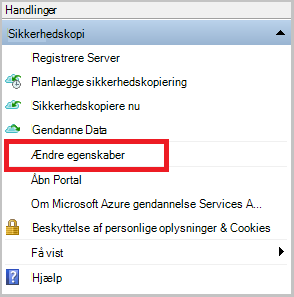 Handlinger
Sikkerhedskopi
Registrere Server
Planlægge sikkerhedskopiering
Sikkerhedskopiere nu
Gendanne Data
Ændre egenskaber
Åbn Portal
Om Microsoft Azure gendannelse Services A...
Beskyttelse af personlige oplysninger & Cookies
Få vist
Hjælp